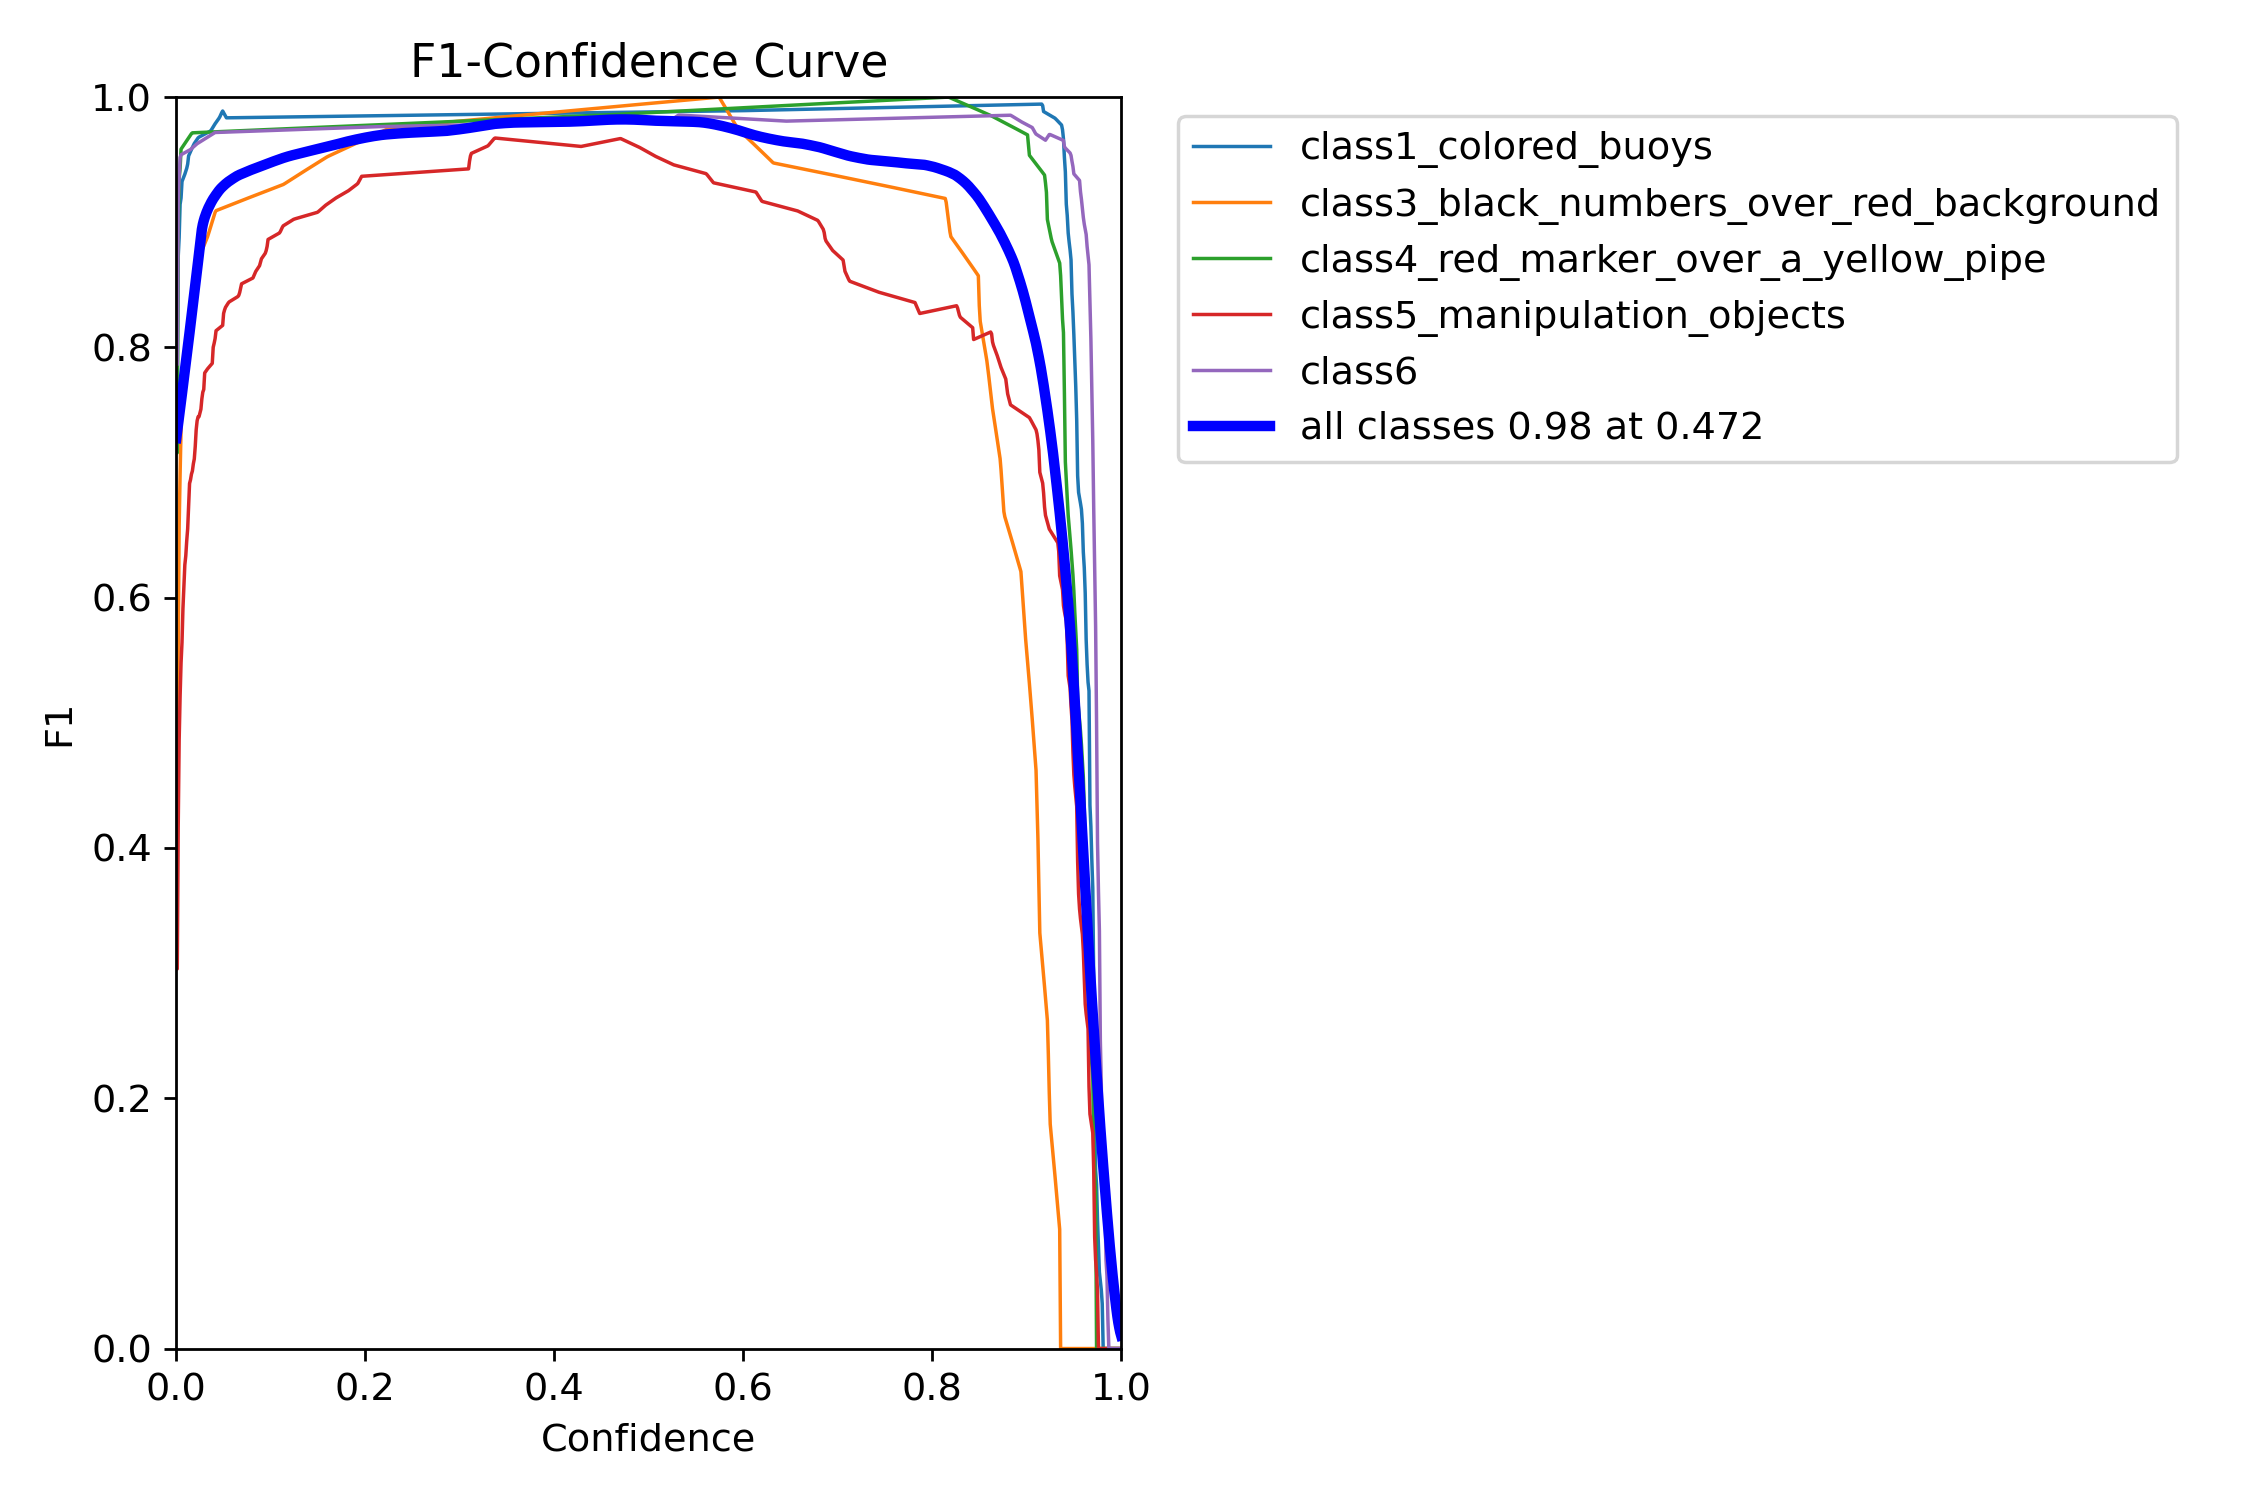 F1-Confidence Curve
1.0
0.8
0.6
0.4
0.2
0.0
F1
0.0 0.2 0.4 0.6 0.8 1.0
Confidence
class1_colored_buoys
class3_black_numbers_over_red_background
class4_red_marker_over_a_yellow_pipe
class5_manipulation_objects
class6
all classes 0.98 at 0.472